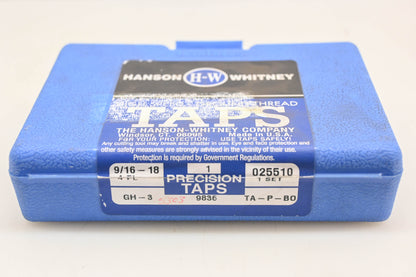 HANSON H-W WHITNEY
THREAD
TAPS
THE HANSON-WHITNEY COMPANY
Windsor, CT. 06095 Made in U.S.A.
For YOUR PROTECTION: USE TAPS SAFELY!
Any cutting tool may break and shatter in use. Eye and face protection and
other safety measures are strongly advised in the vicinity of their use.
Protection is required by Government Regulations.
9/16-18 1 025510
4 FL PRECISION 1 SET
TAPS
GH-3 9836 TA-P-BO